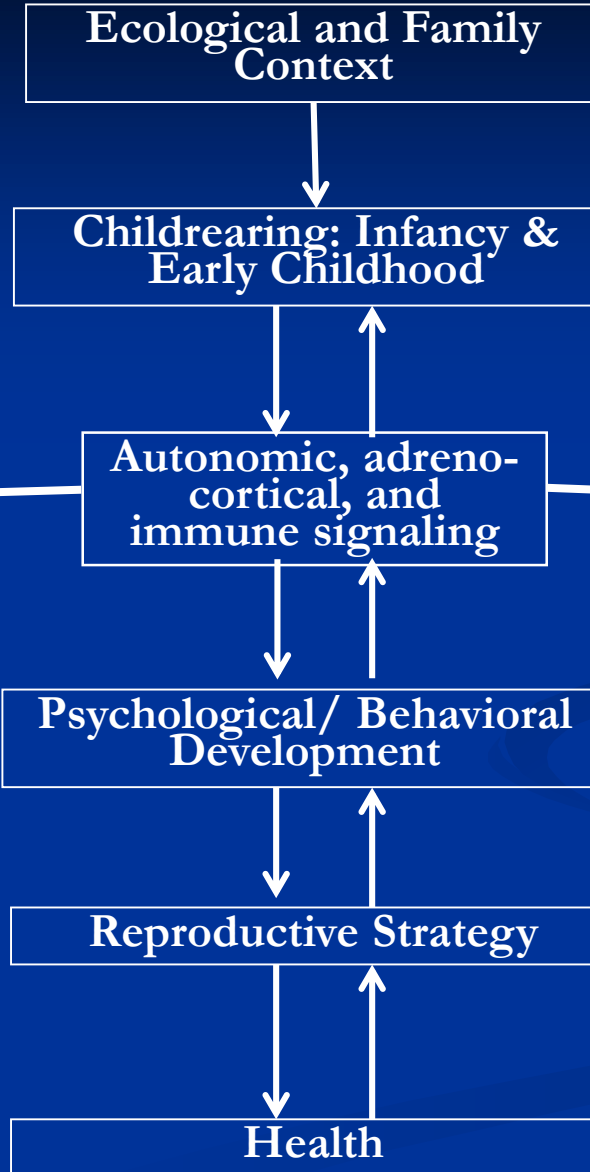 Ecological and Family
Context
Childrearing: Infancy &
Early Childhood
Autonomic, adreno-
cortical, and
immune signaling
Psychological/ Behavioral
Development
Reproductive Strategy
Health